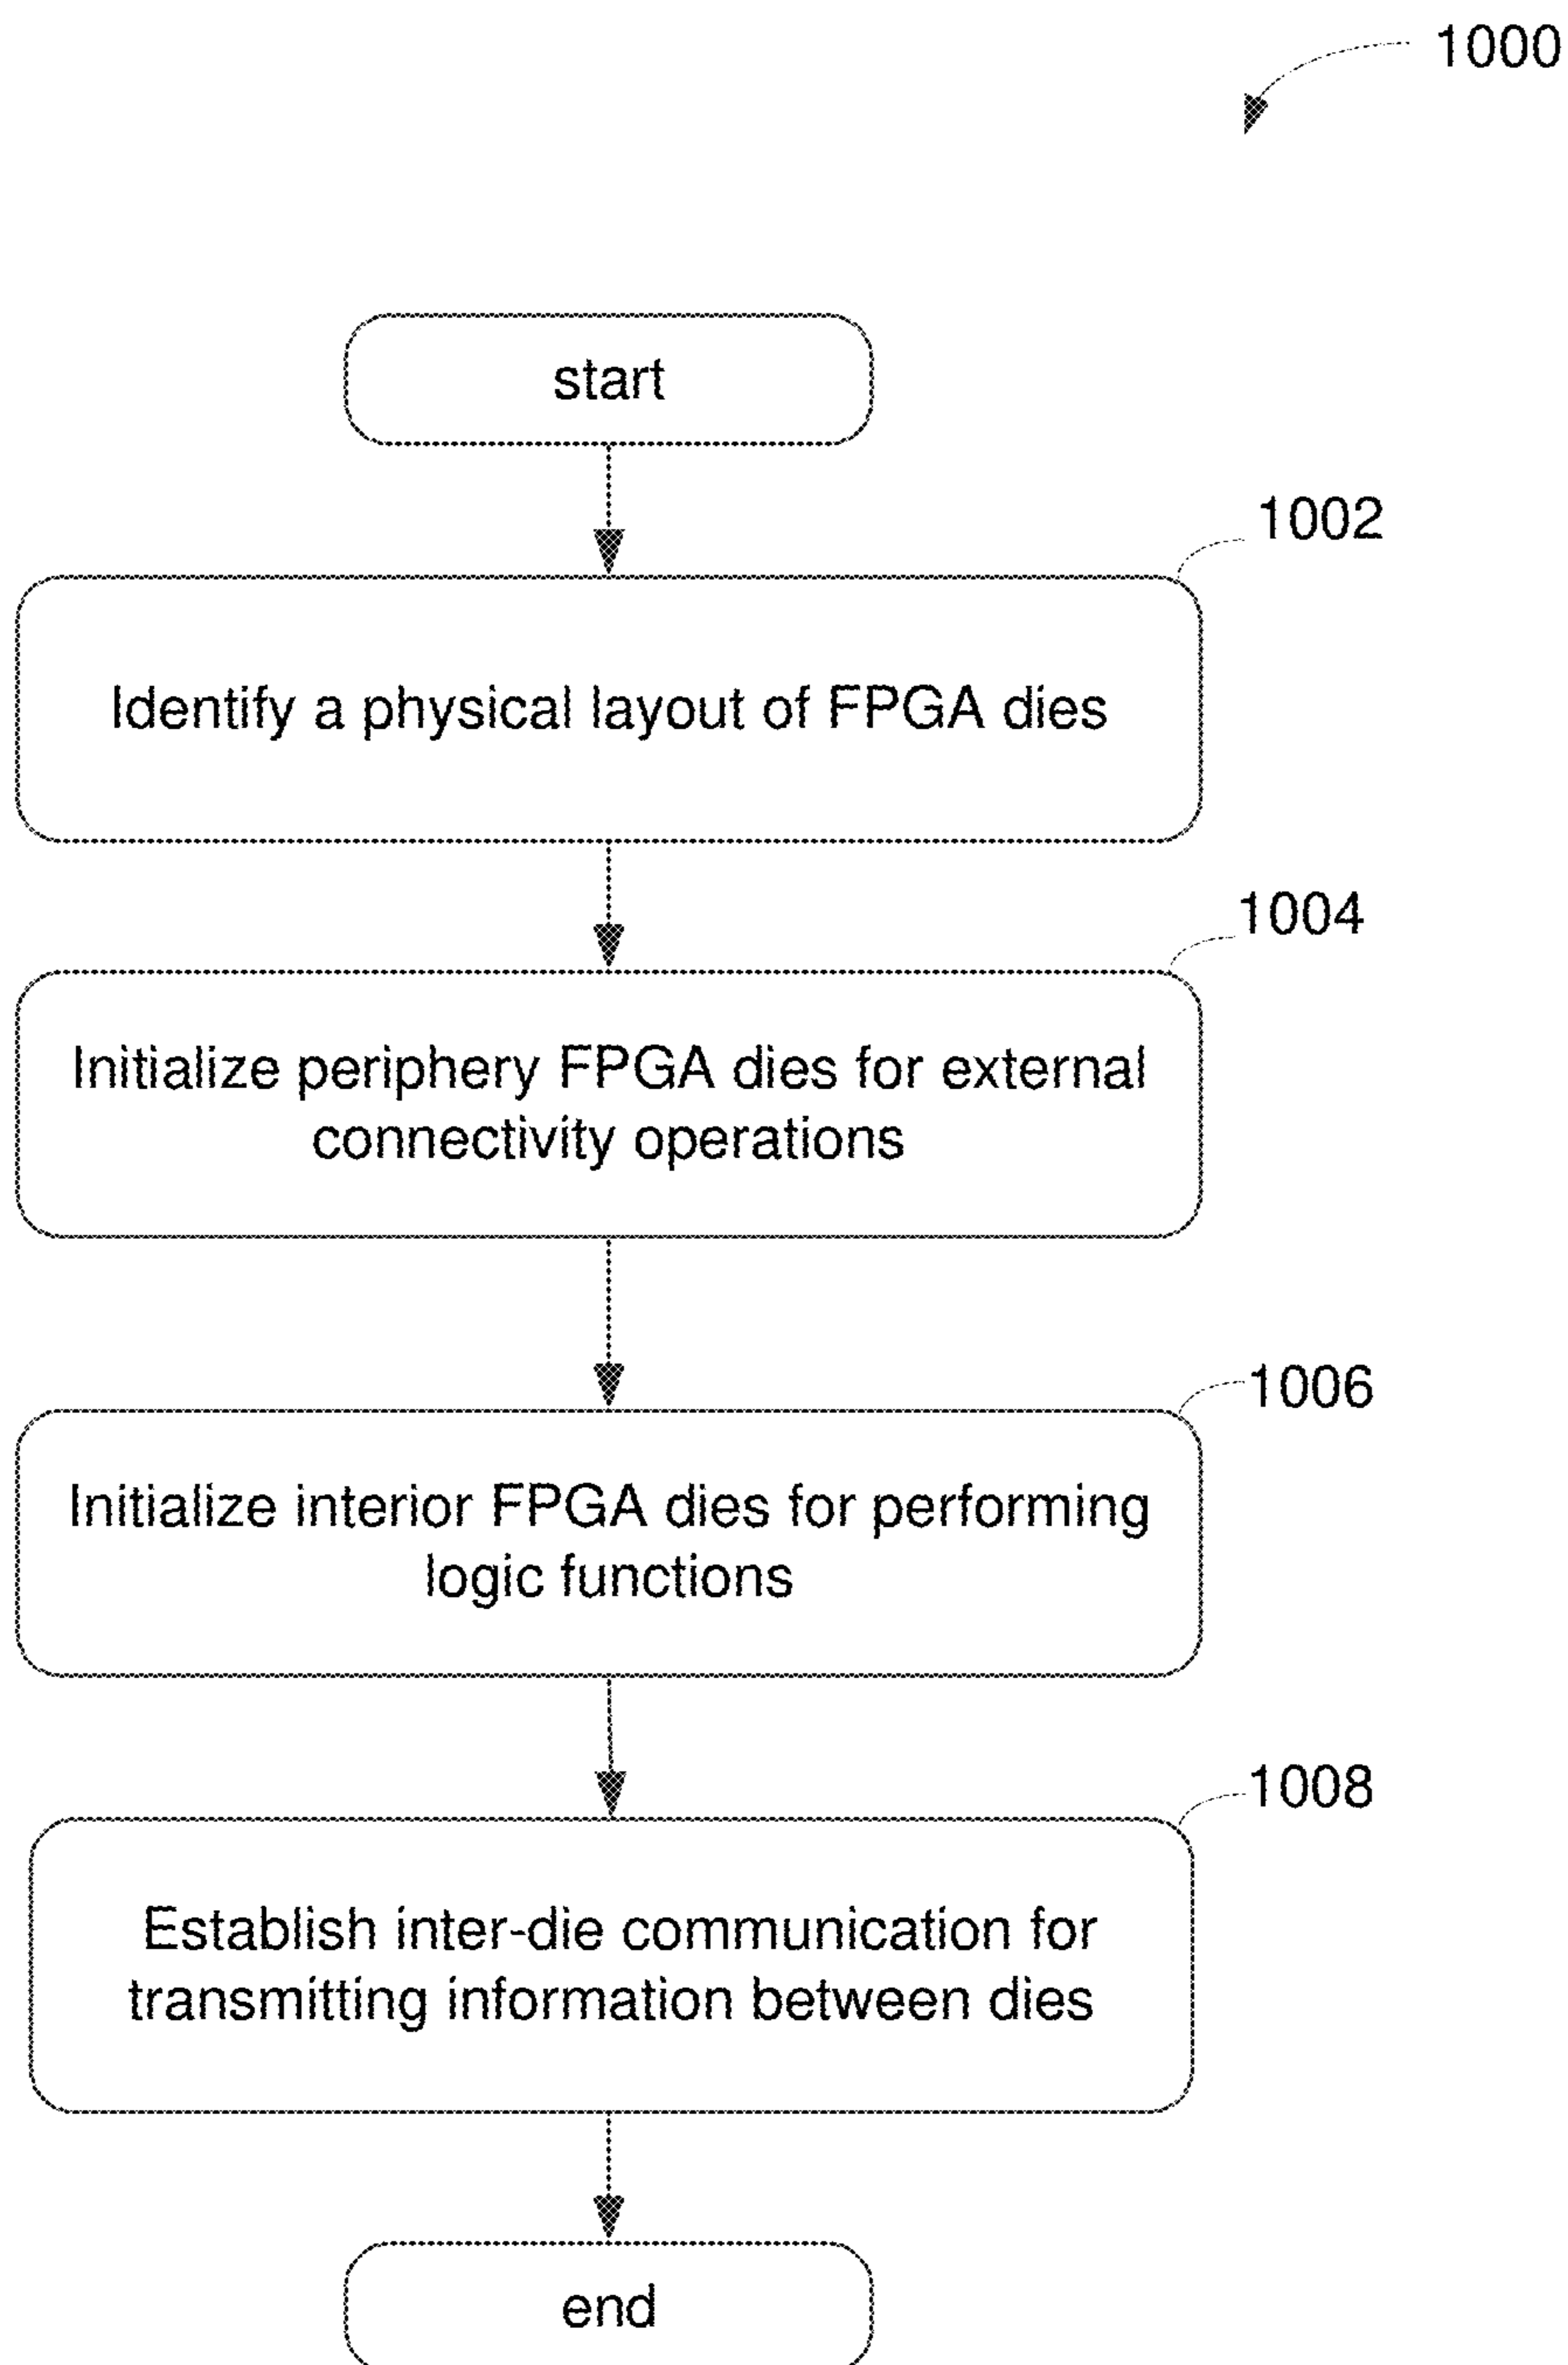 1000
start
1002
Identify a physical layout of FPGA dies
1004
Initialize periphery FPGA dies for external
connectivity operations
1006
Initialize interior FPGA dies for performing
logic functions
1008
Establish inter-die communication for
transmitting information between dies
end